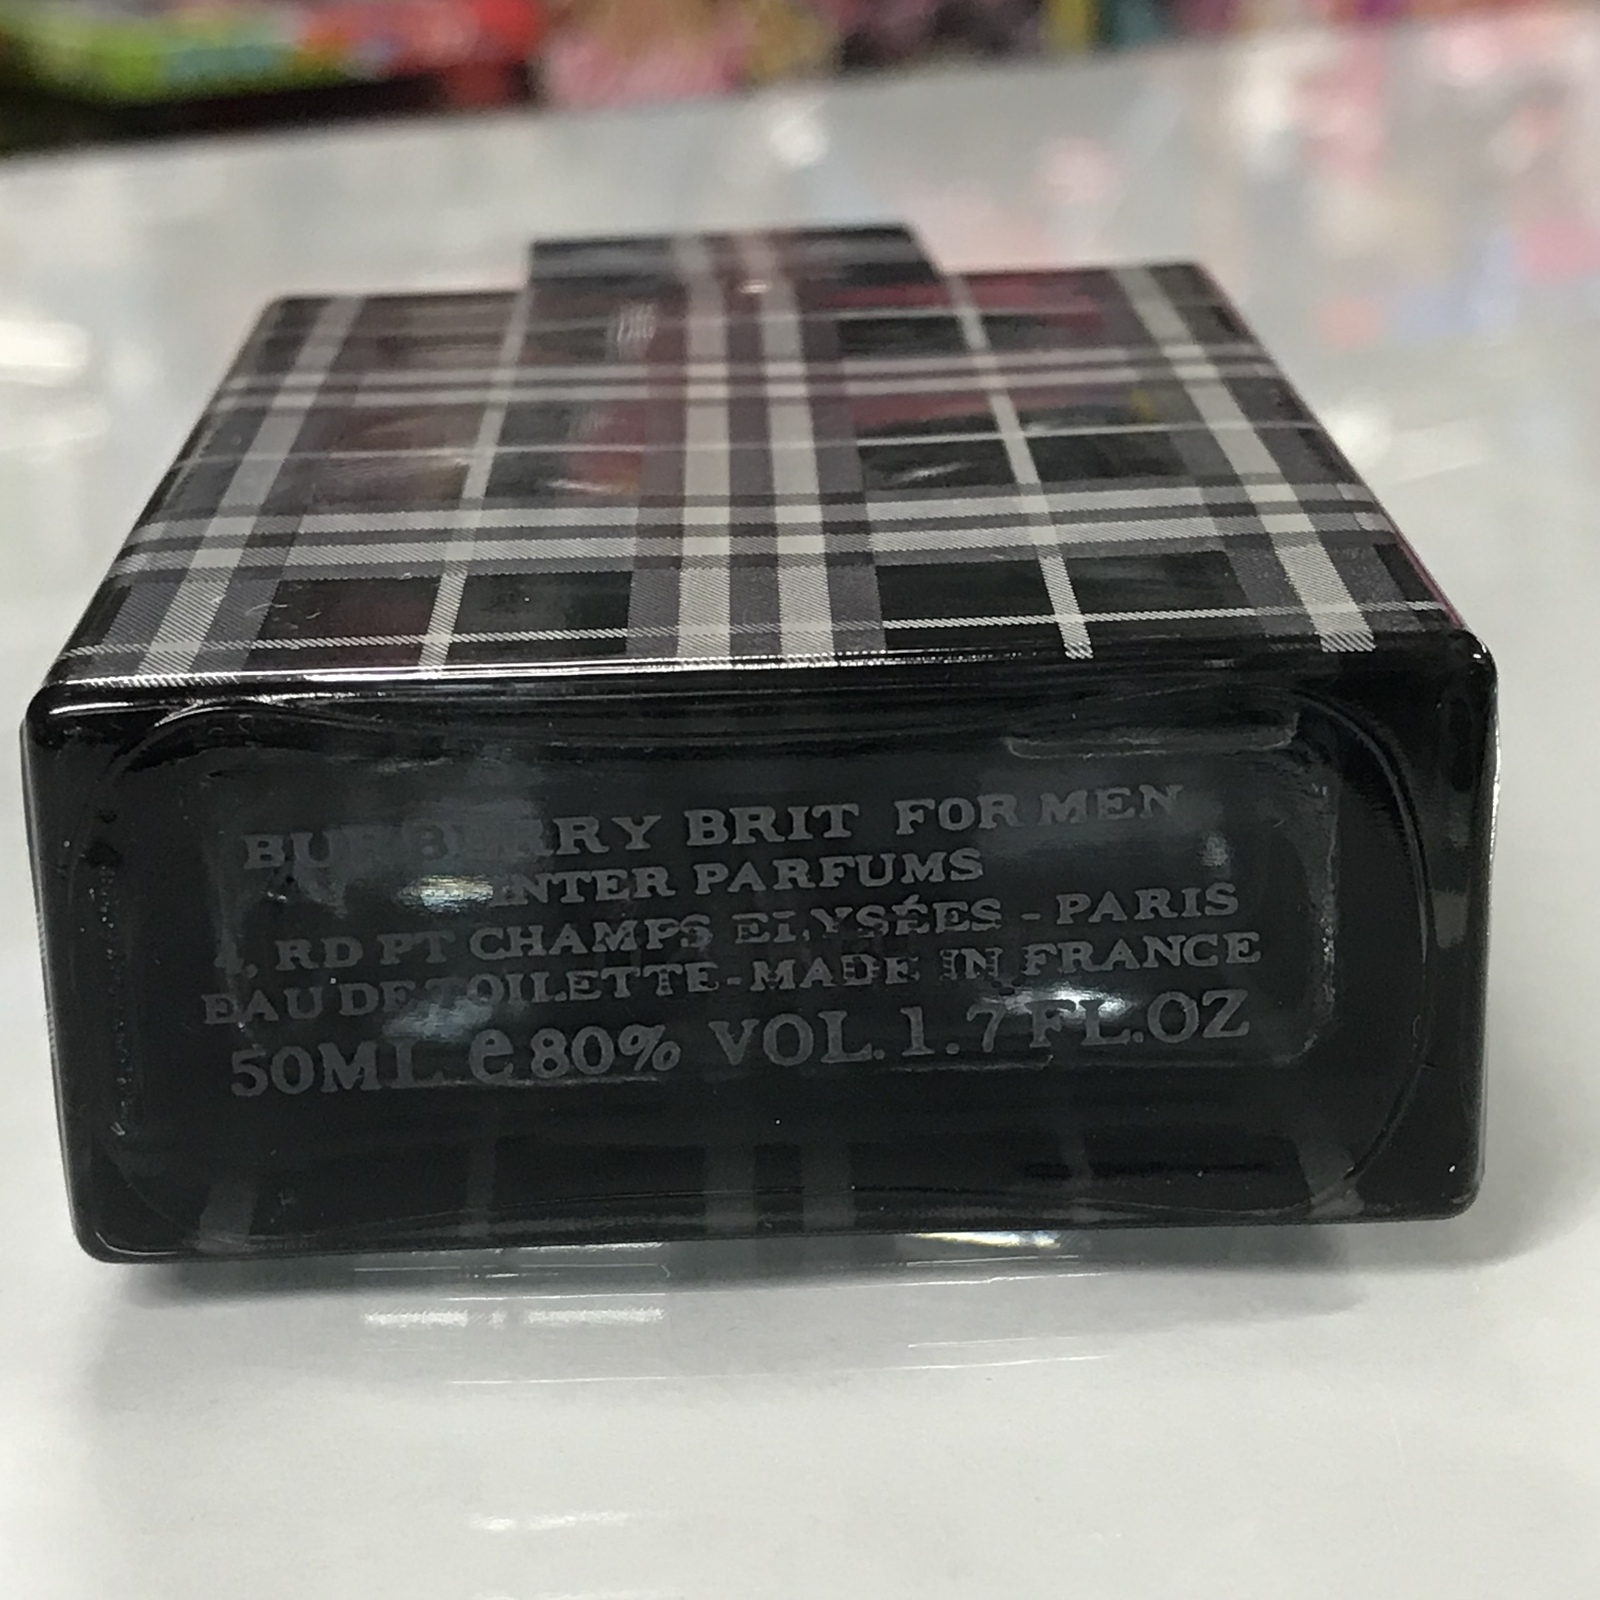 BURBERRY BRIT FOR MEN
INTER PARFUMS
4, RD PT CHAMPS ELYSÉES - PARIS
EAU DE TOILETTE - MADE IN FRANCE
50ML e 80% VOL. 1.7 FL.OZ